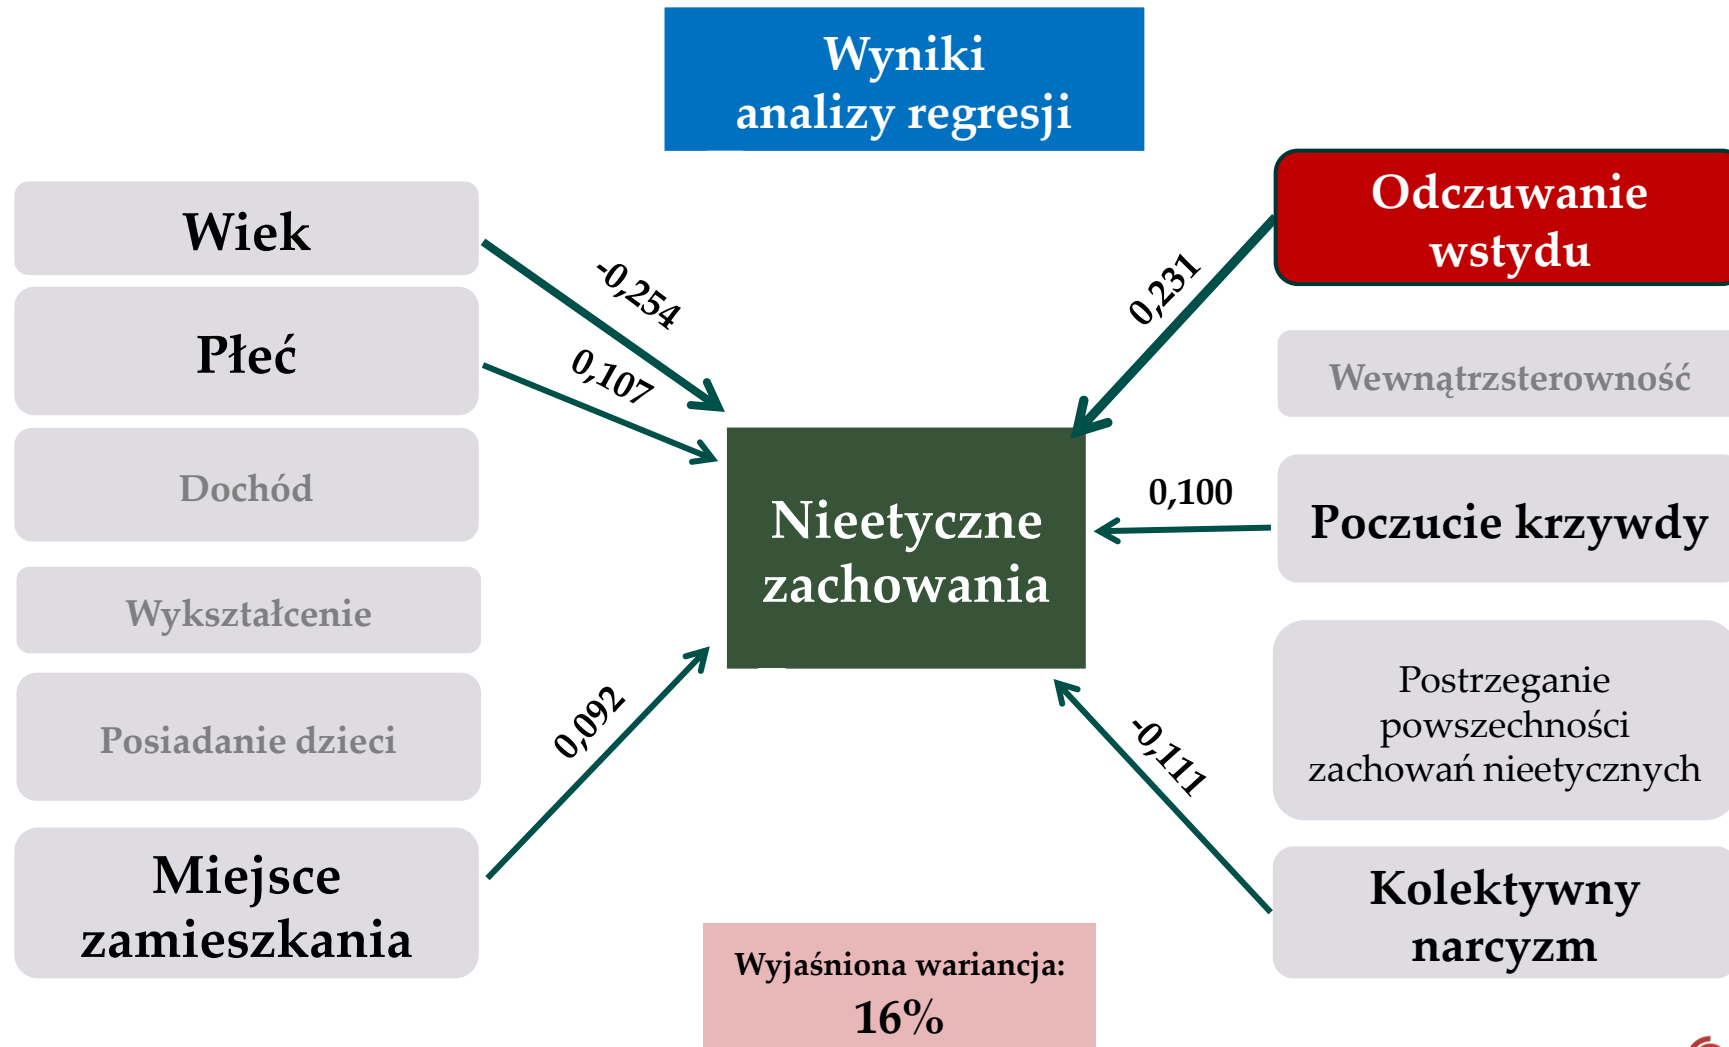 Wyniki
analizy regresji
Wiek
Płeć
Dochód
Wykształcenie
Posiadanie dzieci
Miejsce
zamieszkania
-0,254
0,107
0,092
Nieetyczne
zachowania
Wyjaśniona wariancja:
16%
0,231
0,100
-0,111
Odczuwanie
wstydu
Wewnątrzsterowność
Poczucie krzywdy
Postrzeganie
powszechności
zachowań nieetycznych
Kolektywny
narcyzm